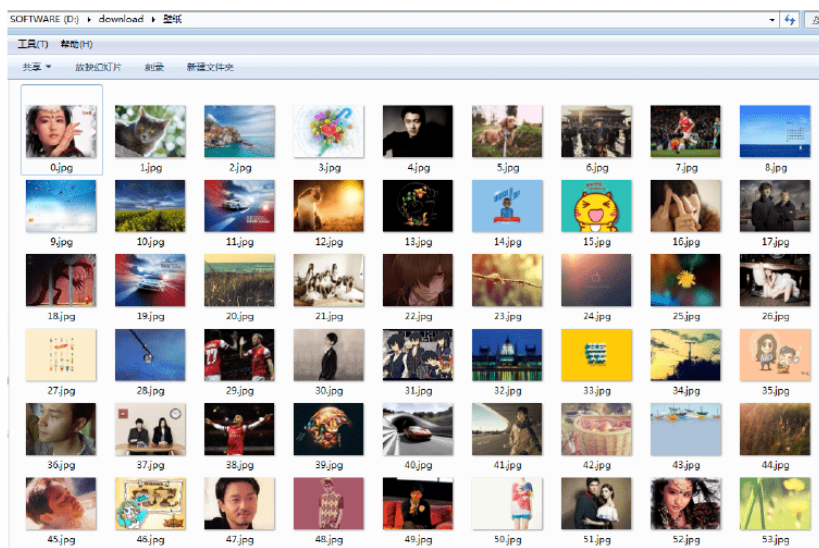 SOFTWARE (D:) ▸ download ▸ 壁纸
工具(T) 帮助(H)
共享 放映幻灯片 刻录 新建文件夹
0.jpg 1.jpg 2.jpg 3.jpg 4.jpg 5.jpg 6.jpg 7.jpg 8.jpg
9.jpg 10.jpg 11.jpg 12.jpg 13.jpg 14.jpg 15.jpg 16.jpg 17.jpg
18.jpg 19.jpg 20.jpg 21.jpg 22.jpg 23.jpg 24.jpg 25.jpg 26.jpg
27.jpg 28.jpg 29.jpg 30.jpg 31.jpg 32.jpg 33.jpg 34.jpg 35.jpg
36.jpg 37.jpg 38.jpg 39.jpg 40.jpg 41.jpg 42.jpg 43.jpg 44.jpg
45.jpg 46.jpg 47.jpg 48.jpg 49.jpg 50.jpg 51.jpg 52.jpg 53.jpg